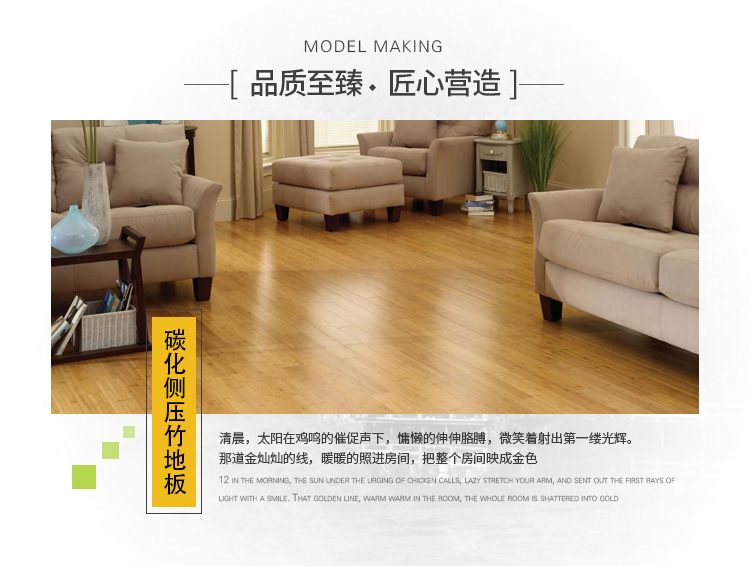 MODEL MAKING
[ 品质至臻 · 匠心营造 ]
碳化侧压竹地板
清晨，太阳在鸡鸣的催促声下，慵懒的伸伸胳膊，微笑着射出第一缕光辉。
那道金灿灿的线，暖暖的照进房间，把整个房间映成金色
12 IN THE MORNING, THE SUN UNDER THE URGING OF CHICKEN CALLS, LAZY STRETCH YOUR ARM, AND SENT OUT THE FIRST RAYS OF
LIGHT WITH A SMILE. THAT GOLDEN LINE, WARM WARM IN THE ROOM, THE WHOLE ROOM IS SHATTERED INTO GOLD